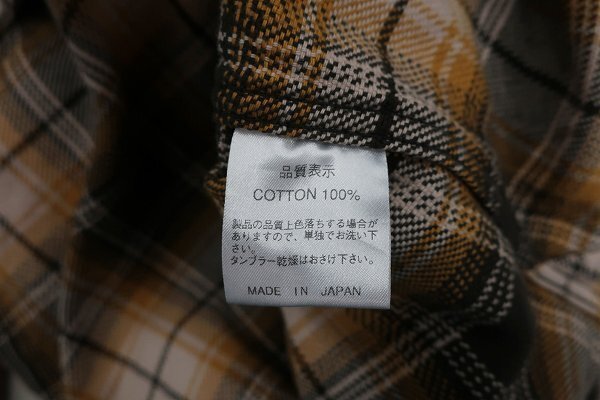 品質表示
COTTON 100%
製品の品質上色落ちする場合が
ありますので、単独でお洗い下
さい。
タンブラー乾燥はおさけ下さい。
MADE IN JAPAN